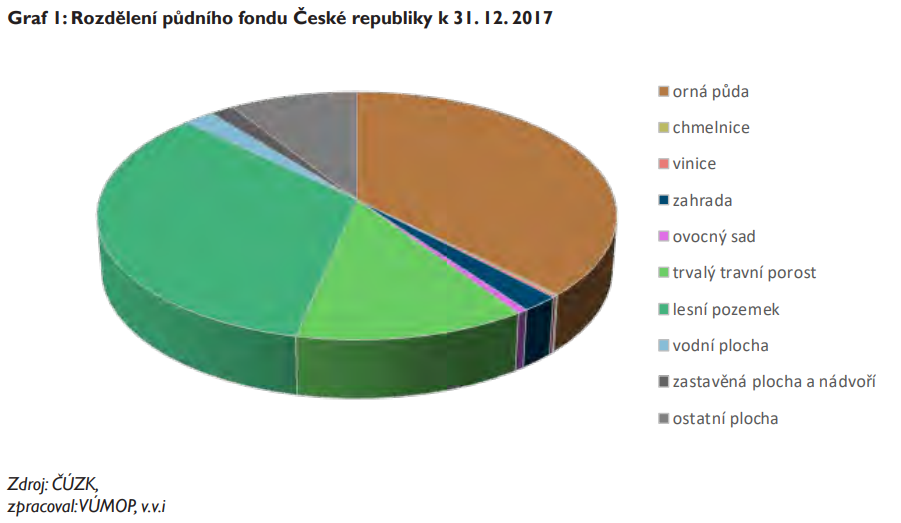 Graf 1: Rozdělení půdního fondu České republiky k 31. 12. 2017
orná půda
chmelnice
vinice
zahrada
ovocný sad
trvalý travní porost
lesní pozemek
vodní plocha
zastavěná plocha a nádvoří
ostatní plocha
Zdroj: ČÚZK,
zpracoval:VÚMOP, v.v.i